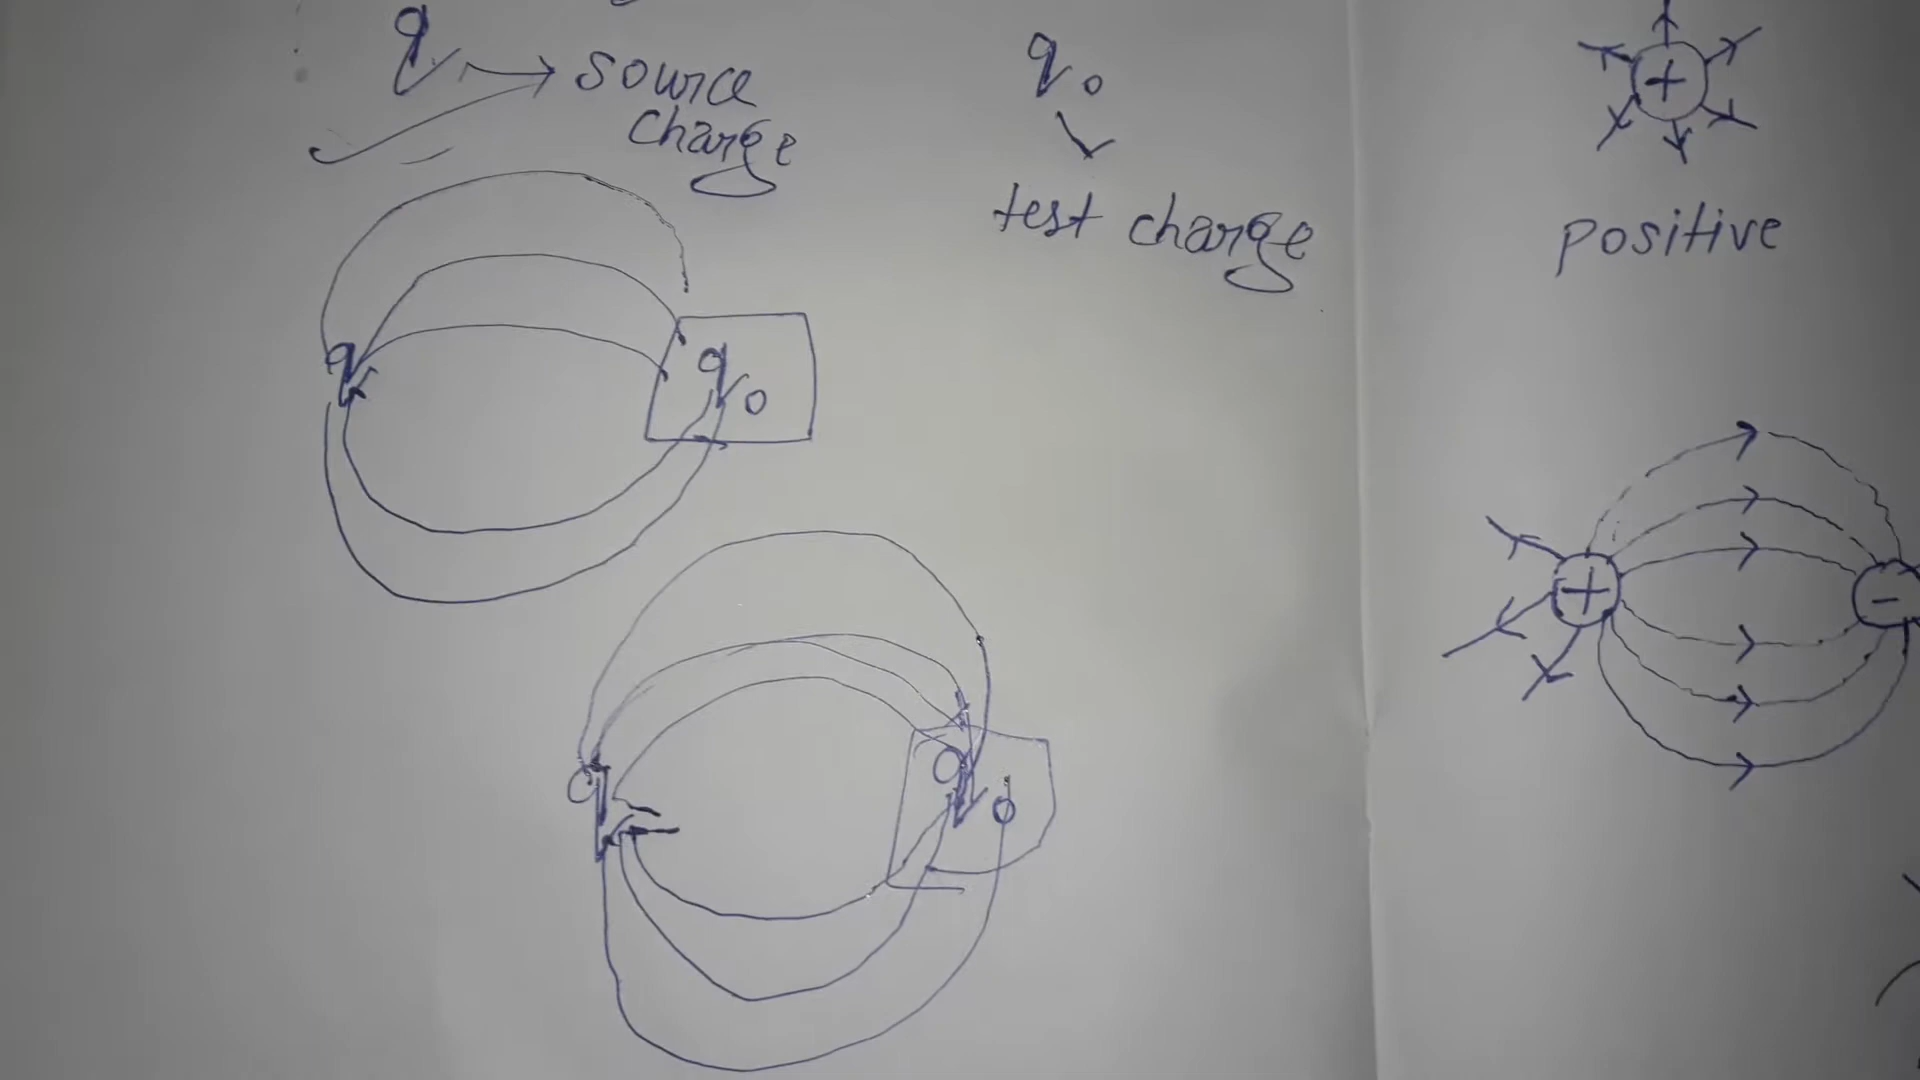 q → source
charge
q₀
test charge
+
positive
q
q₀
+
-
q
q₀